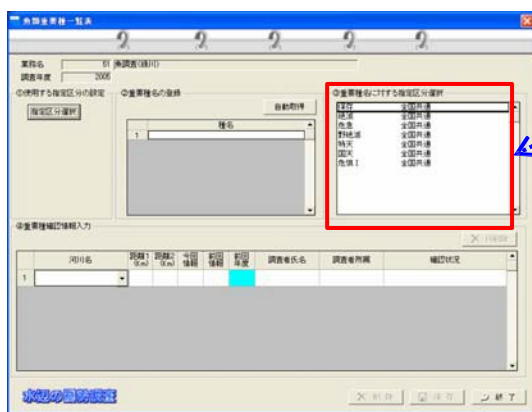 魚類重要種一覧表
業務名 51 魚調査(緑川)
調査年度 2005
①使用する指定区分の設定
指定区分選択
②重要種名の登録
自動取得
種名
1
③重要種名に対する指定区分選択
保存 全国共通
絶滅 全国共通
危急 全国共通
野絶滅 全国共通
特天 全国共通
国天 全国共通
危惧Ⅰ 全国共通
④重要種確認情報入力
河川名 距離1(Km) 距離2(Km) 今回情報 前回情報 前回年度 調査者氏名 調査者所属 確認状況
1
水辺の国勢調査
削除 保存 終了